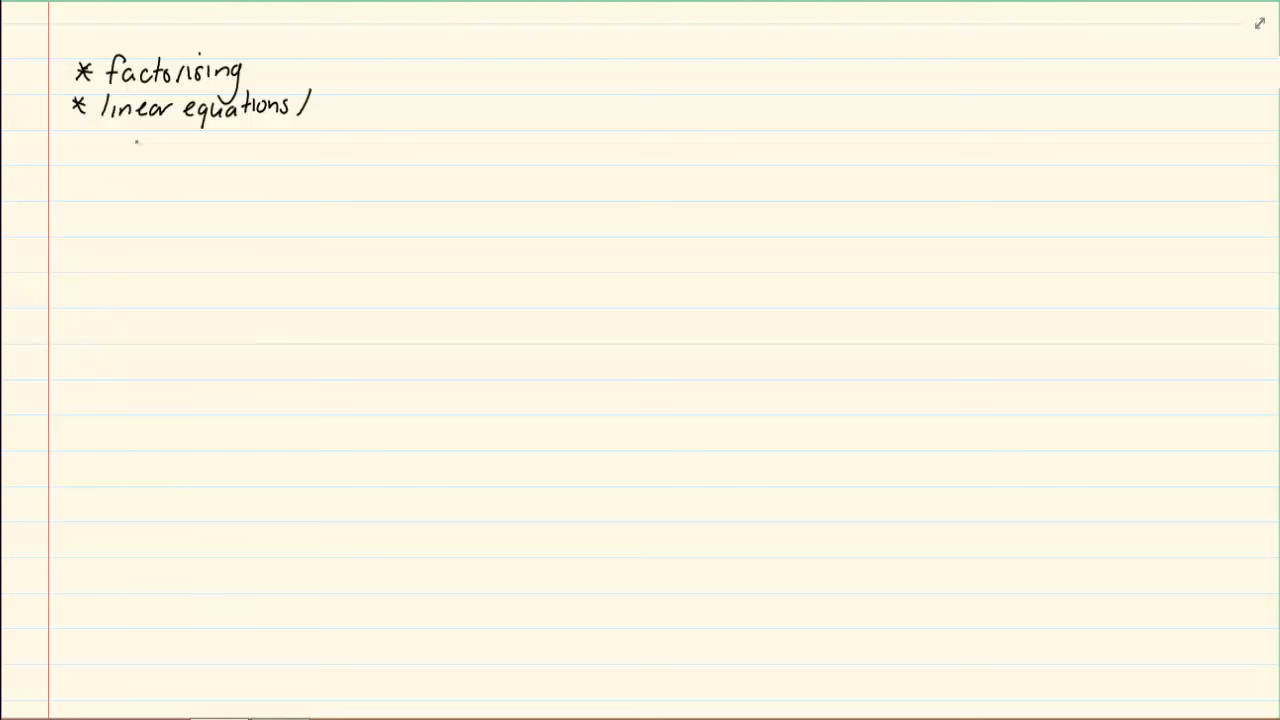 * factorising
* linear equations /